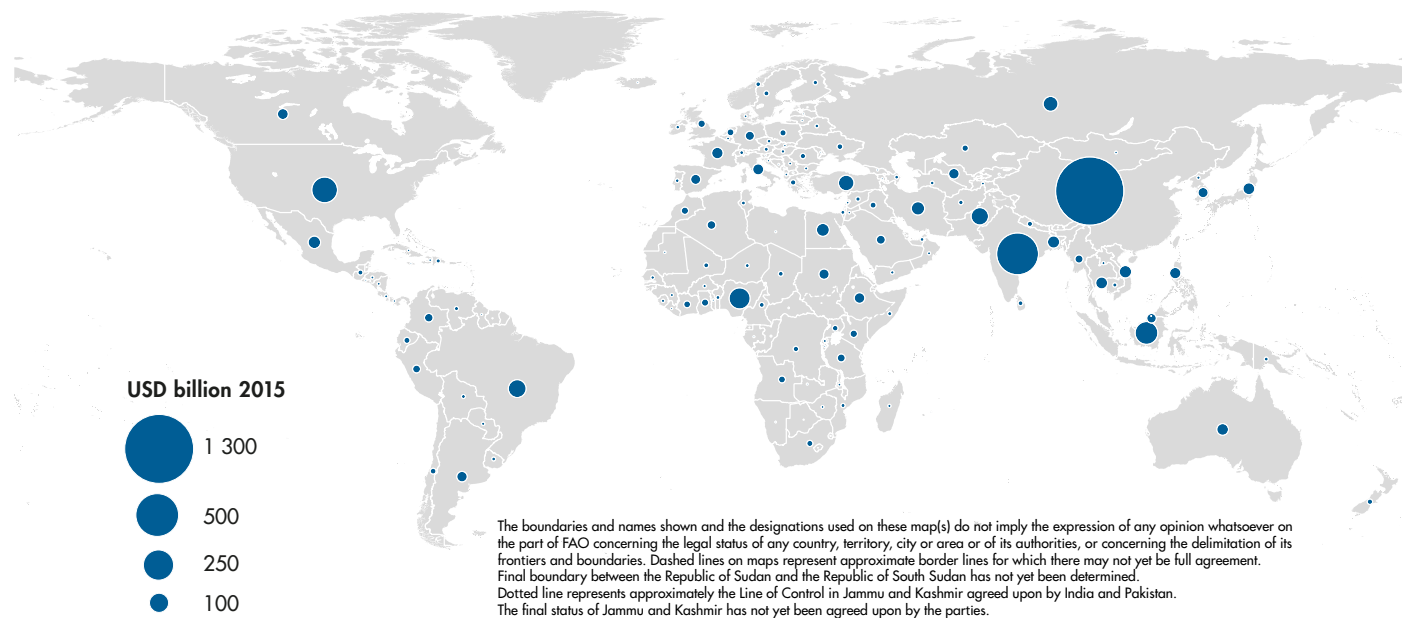 USD billion 2015
1 300
500
250
100
The boundaries and names shown and the designations used on these map(s) do not imply the expression of any opinion whatsoever on
the part of FAO concerning the legal status of any country, territory, city or area or of its authorities, or concerning the delimitation of its
frontiers and boundaries. Dashed lines on maps represent approximate border lines for which there may not yet be full agreement.
Final boundary between the Republic of Sudan and the Republic of South Sudan has not yet been determined.
Dotted line represents approximately the Line of Control in Jammu and Kashmir agreed upon by India and Pakistan.
The final status of Jammu and Kashmir has not yet been agreed upon by the parties.